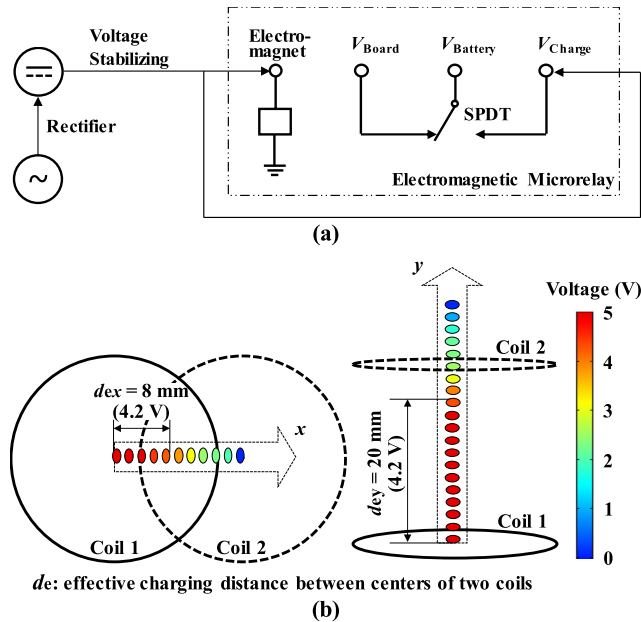 Voltage
Stabilizing
Electro-
magnet
VBoard
VBattery
VCharge
SPDT
Rectifier
~
Electromagnetic Microrelay
(a)
y
Voltage (V)
5
4
3
2
1
0
Coil 2
dex = 8 mm
(4.2 V)
x
dey = 20 mm
(4.2 V)
Coil 1
Coil 2
Coil 1
de: effective charging distance between centers of two coils
(b)